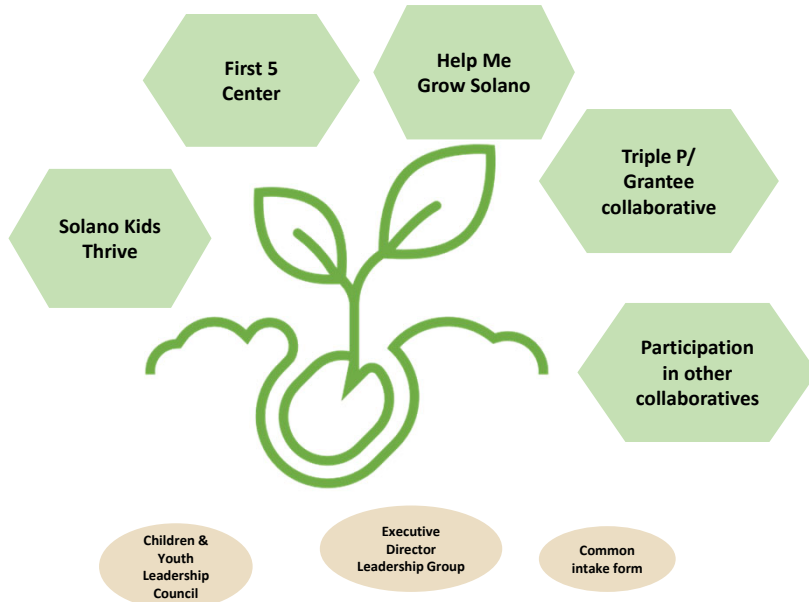 First 5
Center
Help Me
Grow Solano
Triple P/
Grantee
collaborative
Solano Kids
Thrive
Participation
in other
collaboratives
Children &
Youth
Leadership
Council
Executive
Director
Leadership Group
Common
intake form